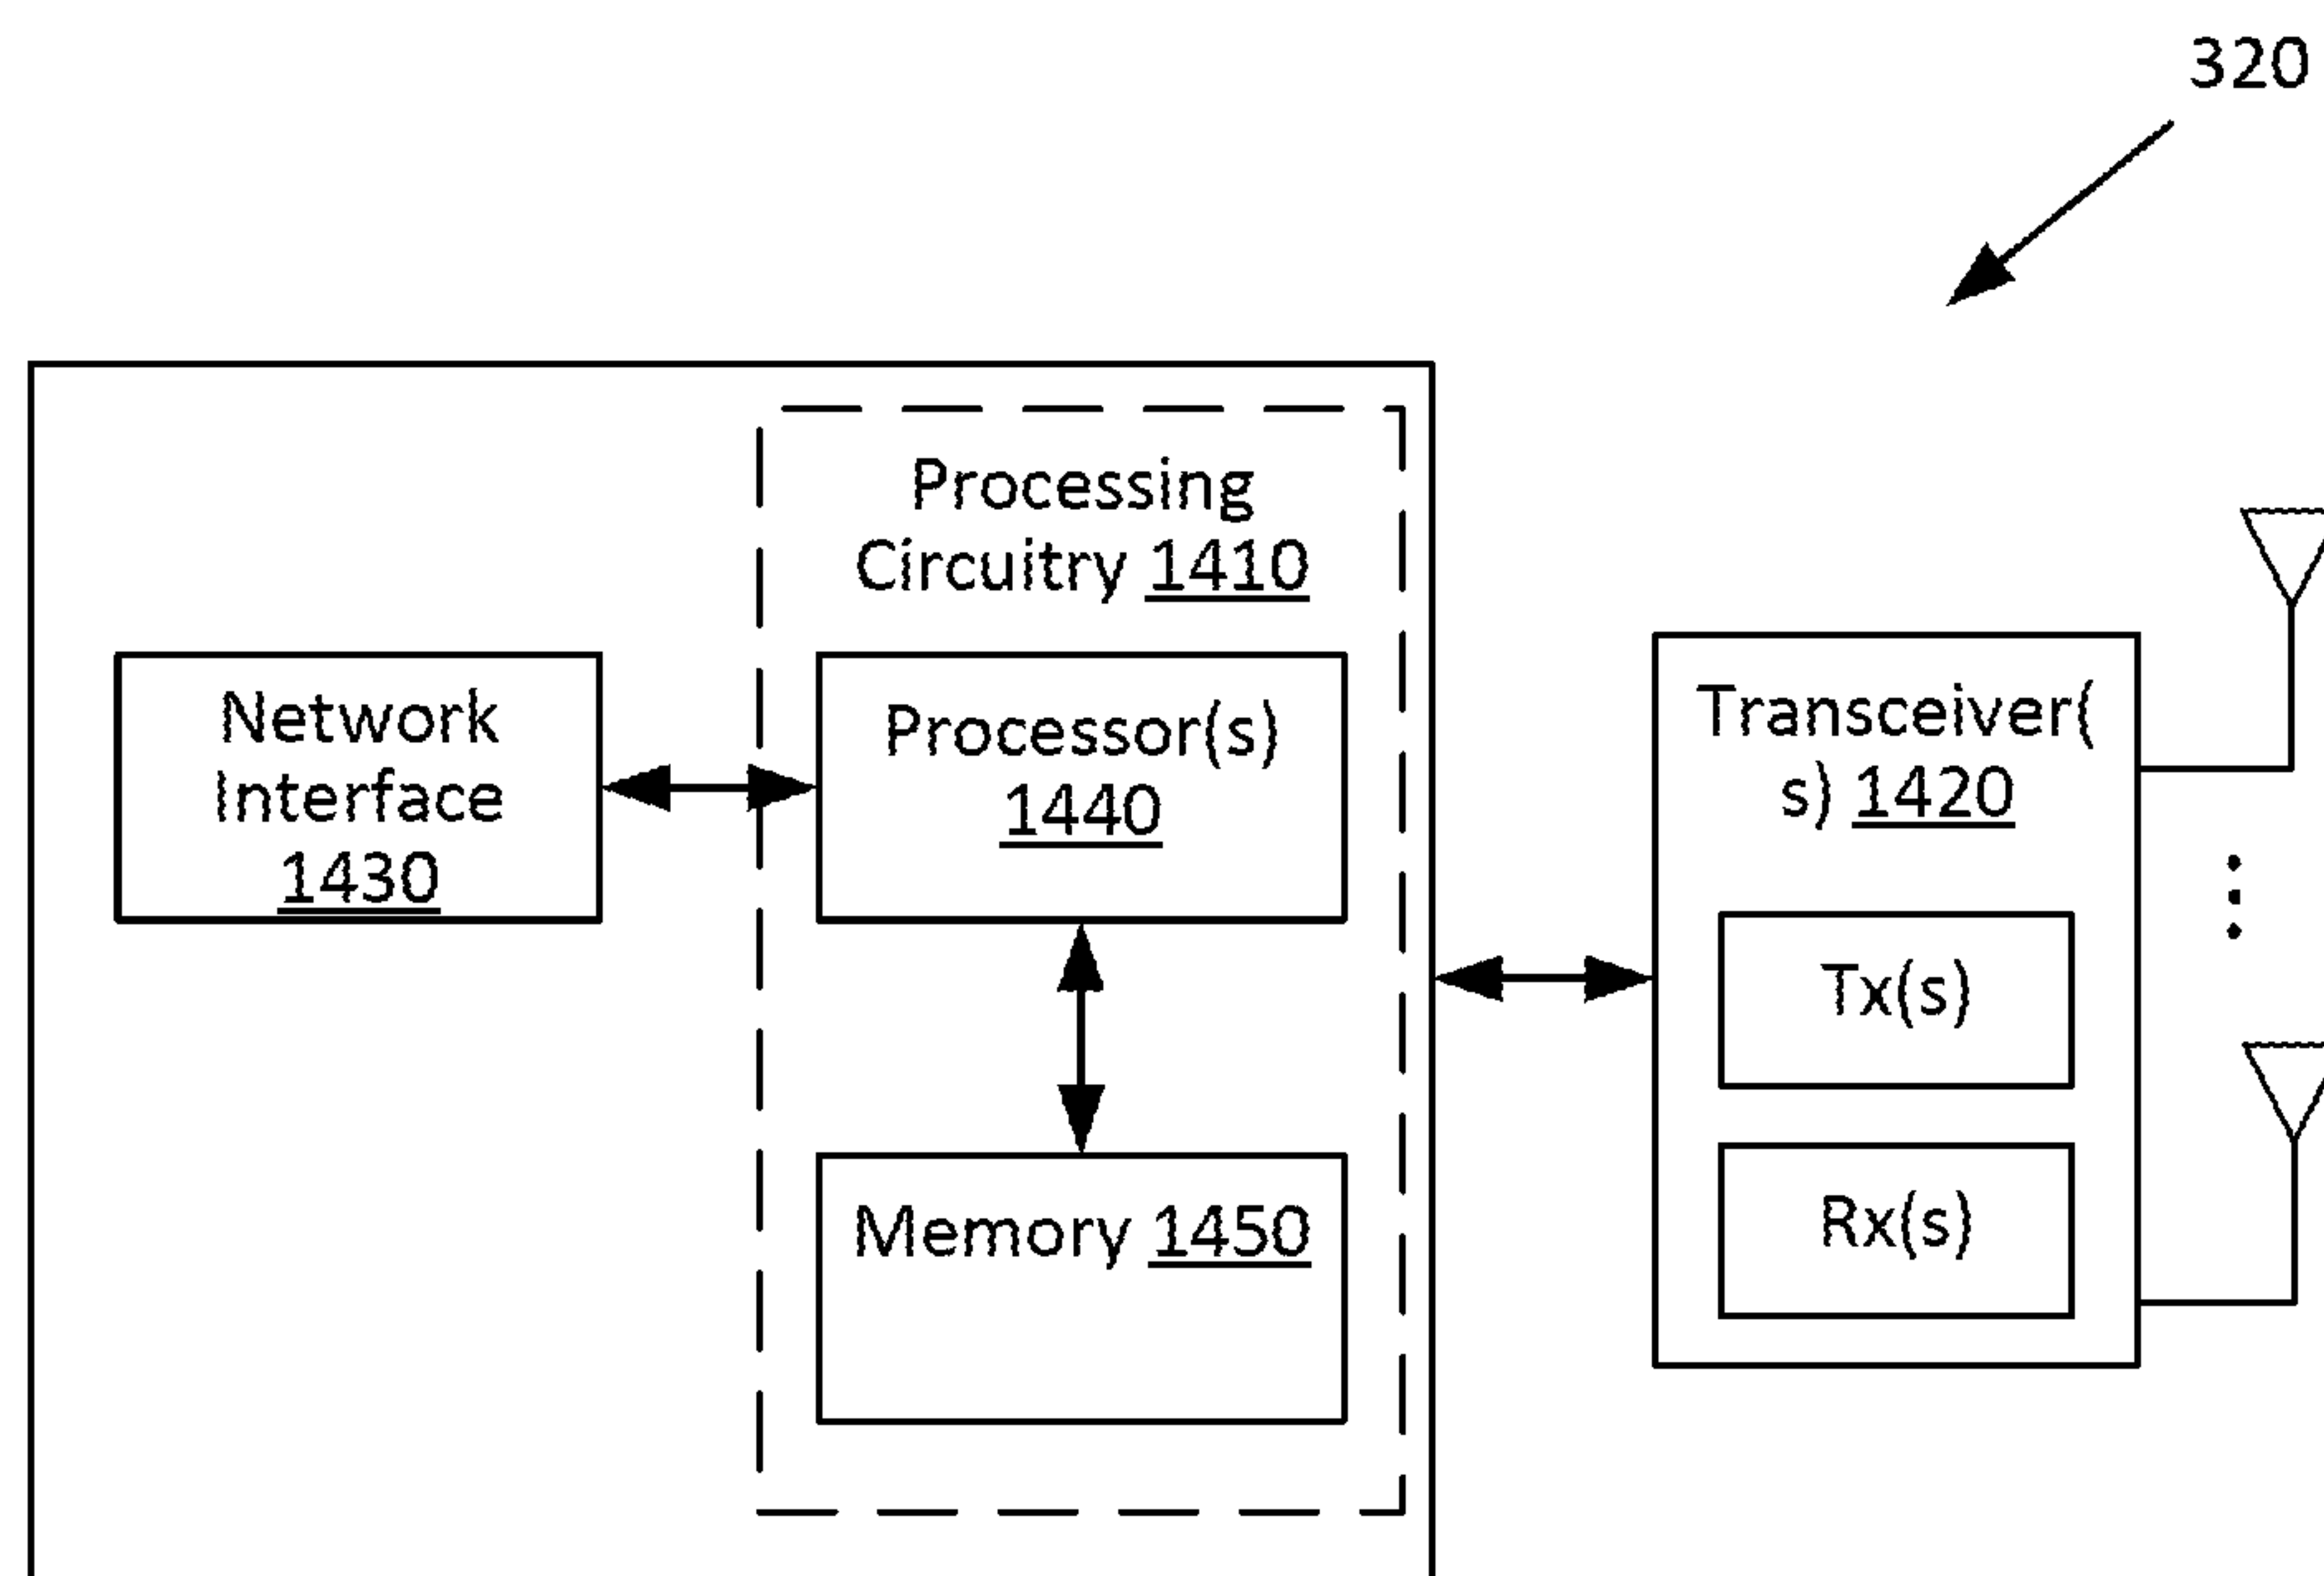 320
Processing
Circuitry 1410
Network
Interface
1430
Processor(s)
1440
Transceiver(
s) 1420
Tx(s)
Memory 1450
Rx(s)